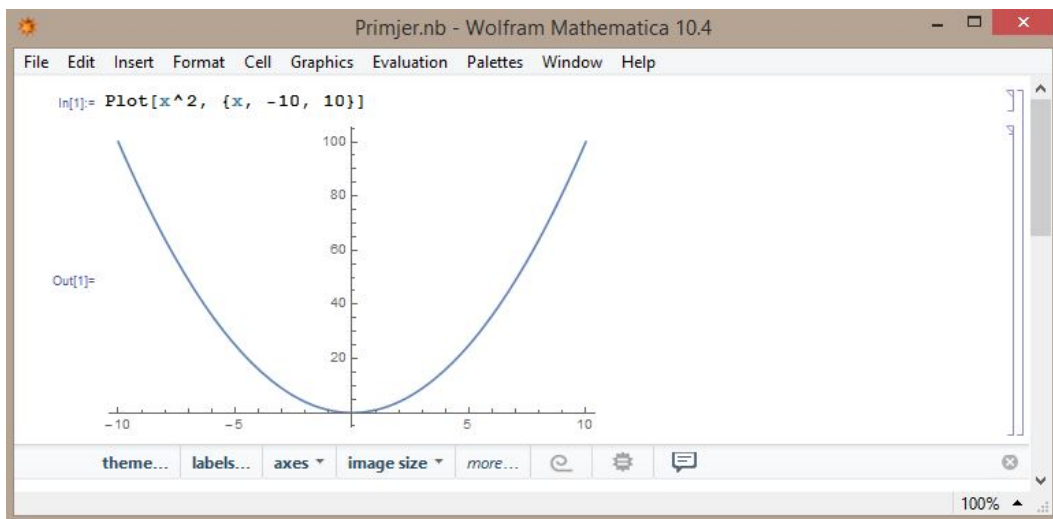 Primjer.nb - Wolfram Mathematica 10.4
File Edit Insert Format Cell Graphics Evaluation Palettes Window Help
In[1]:= Plot[x^2, {x, -10, 10}]
100
80
60
Out[1]=
40
20
-10 -5 5 10
theme... labels... axes image size more...
100%